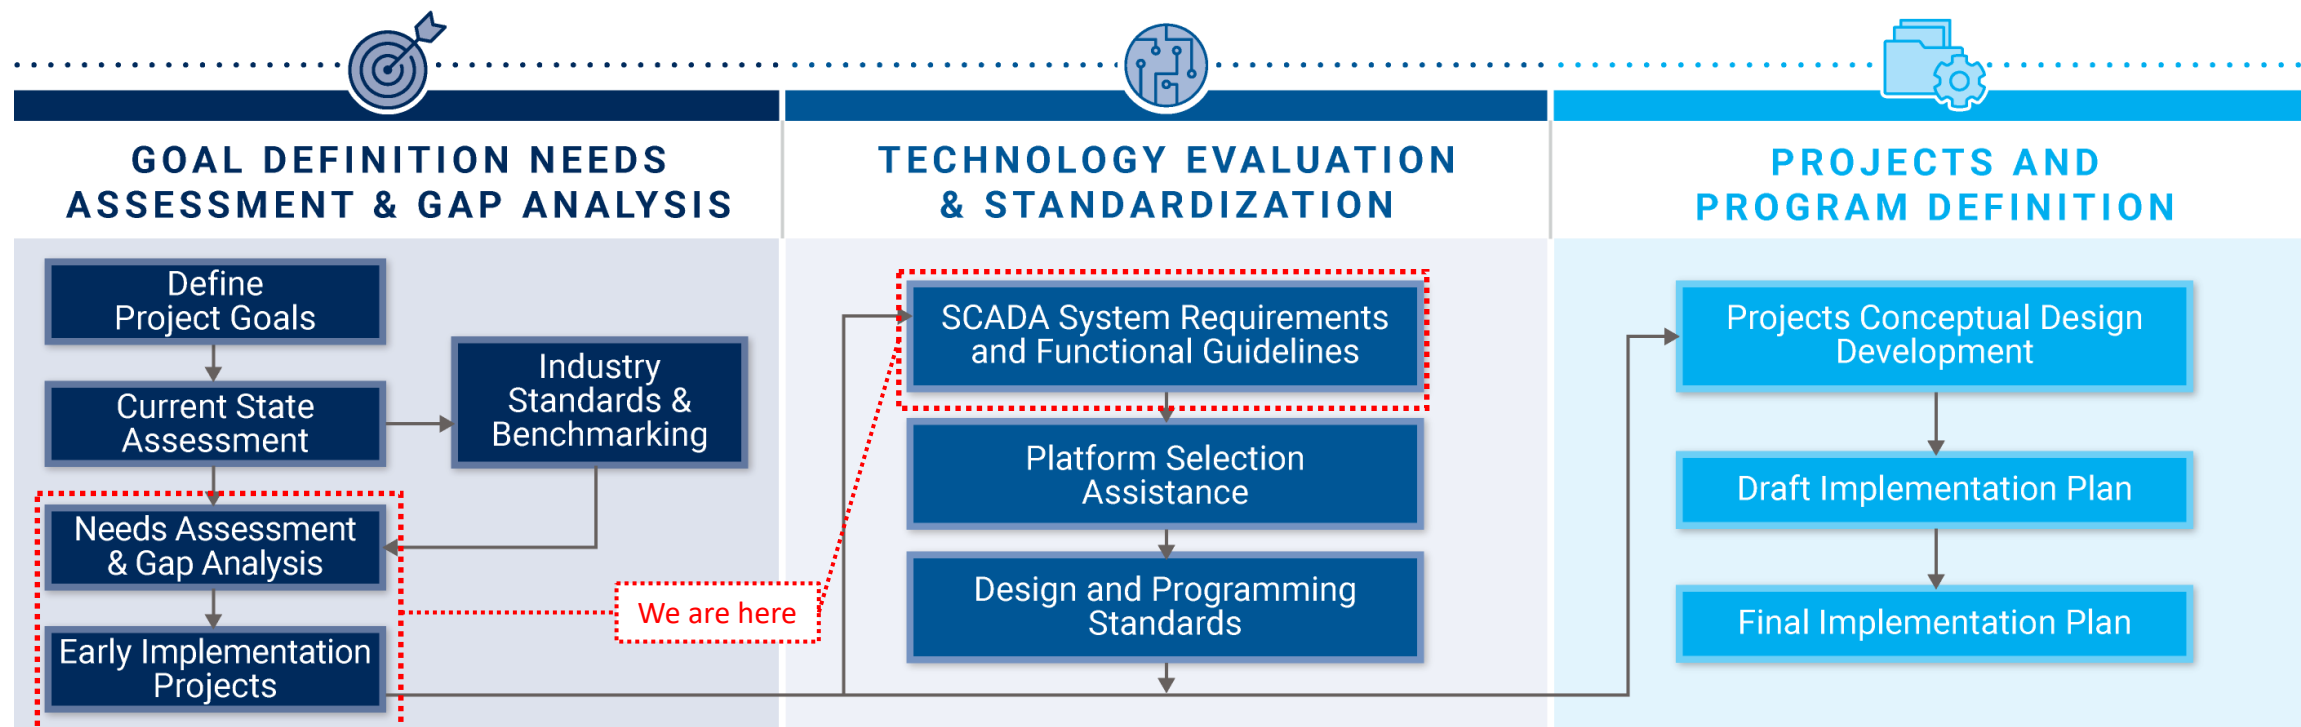 GOAL DEFINITION NEEDS
ASSESSMENT & GAP ANALYSIS
Define
Project Goals
Current State
Assessment
Industry
Standards &
Benchmarking
Needs Assessment
& Gap Analysis
Early Implementation
Projects
We are here
TECHNOLOGY EVALUATION
& STANDARDIZATION
SCADA System Requirements
and Functional Guidelines
Platform Selection
Assistance
Design and Programming
Standards
PROJECTS AND
PROGRAM DEFINITION
Projects Conceptual Design
Development
Draft Implementation Plan
Final Implementation Plan